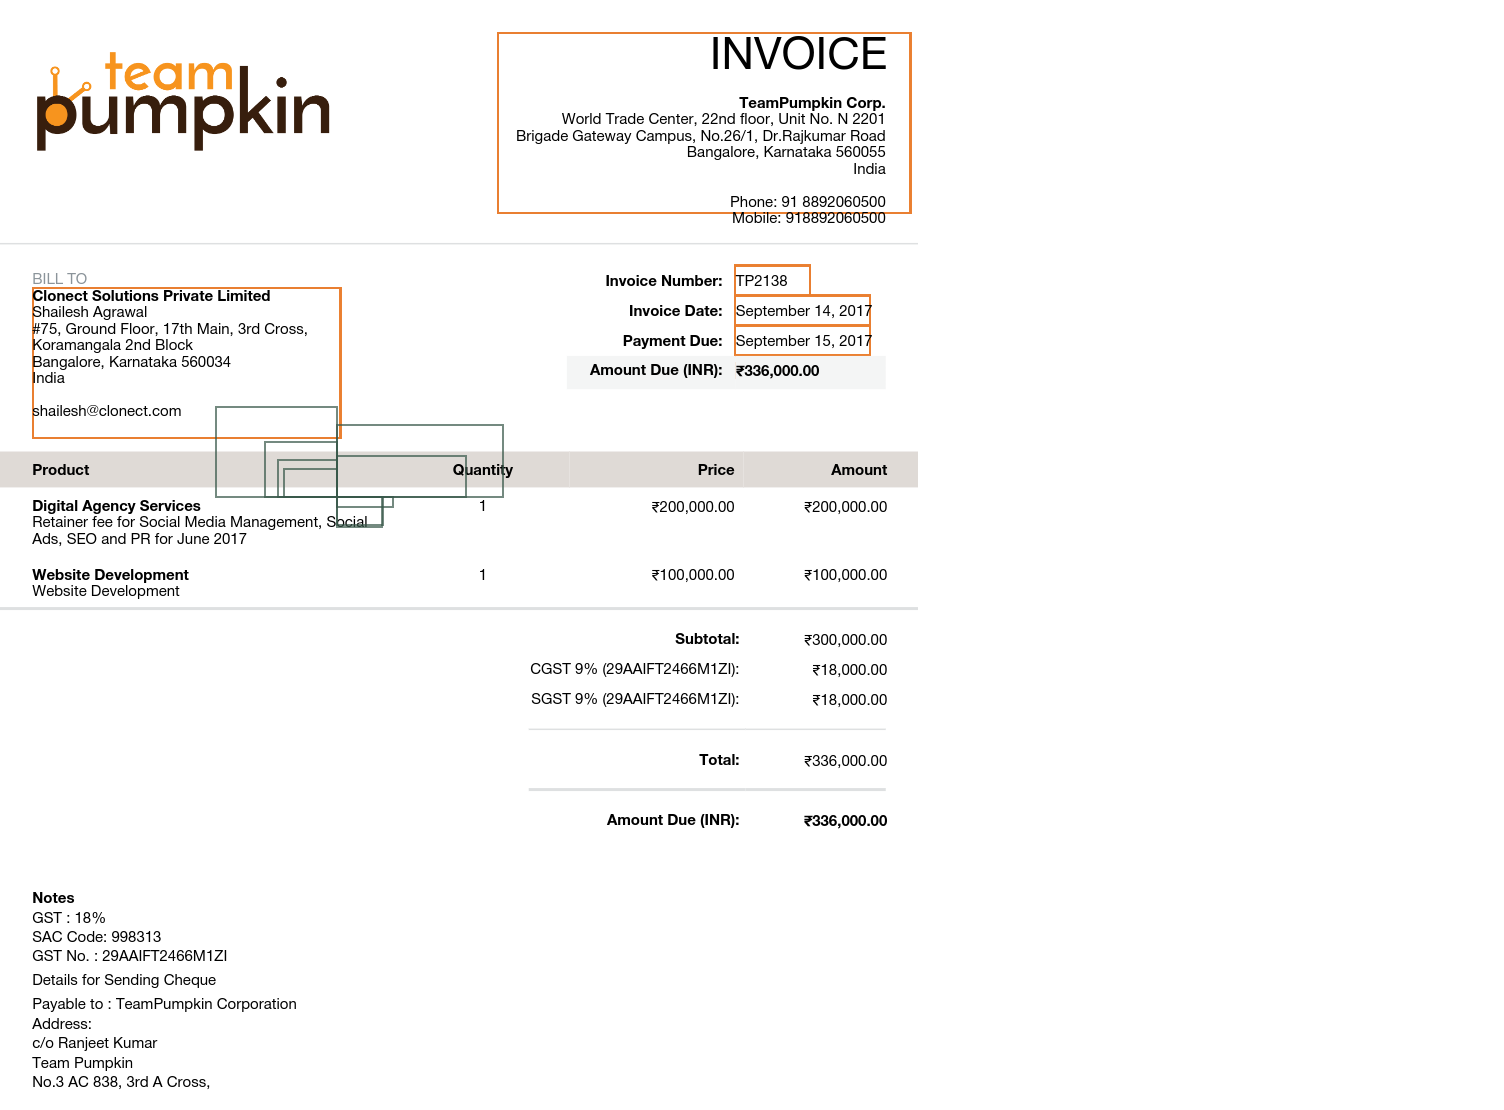 team
pumpkin
INVOICE
TeamPumpkin Corp.
World Trade Center, 22nd floor, Unit No. N 2201
Brigade Gateway Campus, No.26/1, Dr.Rajkumar Road
Bangalore, Karnataka 560055
India
Phone: 91 8892060500
Mobile: 918892060500
BILL TO
Clonect Solutions Private Limited
Shailesh Agrawal
#75, Ground Floor, 17th Main, 3rd Cross,
Koramangala 2nd Block
Bangalore, Karnataka 560034
India
shailesh@clonect.com
Invoice Number: TP2138
Invoice Date: September 14, 2017
Payment Due: September 15, 2017
Amount Due (INR): ₹336,000.00
Product Quantity Price Amount
Digital Agency Services 1 ₹200,000.00 ₹200,000.00
Retainer fee for Social Media Management, Social
Ads, SEO and PR for June 2017
Website Development 1 ₹100,000.00 ₹100,000.00
Website Development
Subtotal: ₹300,000.00
CGST 9% (29AAIFT2466M1ZI): ₹18,000.00
SGST 9% (29AAIFT2466M1ZI): ₹18,000.00
Total: ₹336,000.00
Amount Due (INR): ₹336,000.00
Notes
GST : 18%
SAC Code: 998313
GST No. : 29AAIFT2466M1ZI
Details for Sending Cheque
Payable to : TeamPumpkin Corporation
Address:
c/o Ranjeet Kumar
Team Pumpkin
No.3 AC 838, 3rd A Cross,